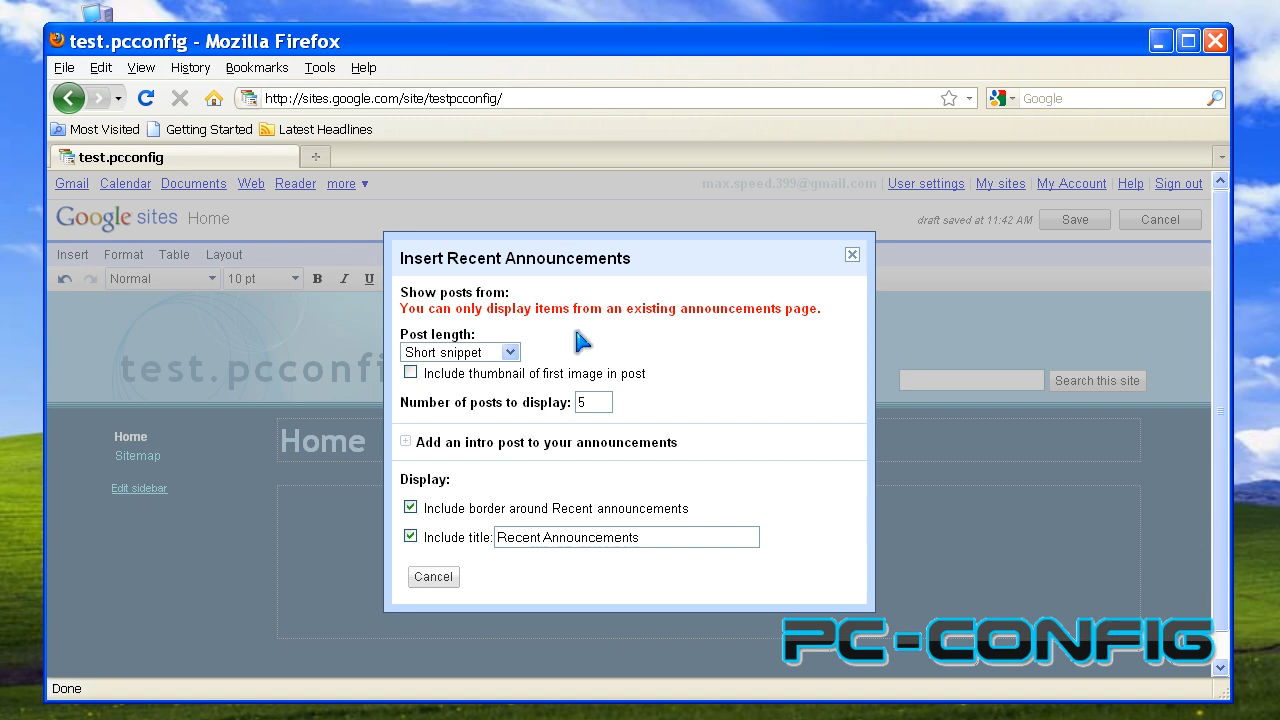 test.pcconfig - Mozilla Firefox
File Edit View History Bookmarks Tools Help
http://sites.google.com/site/testpcconfig/ Google
Most Visited Getting Started Latest Headlines
test.pcconfig
Gmail Calendar Documents Web Reader more ▼ max.speed.399@gmail.com | User settings | My sites | My Account | Help | Sign out
Google sites Home draft saved at 11:42 AM Save Cancel
Insert Format Table Layout
Normal 10 pt B I U
Insert Recent Announcements
Show posts from:
You can only display items from an existing announcements page.
Post length:
Short snippet
Include thumbnail of first image in post
Number of posts to display: 5
Add an intro post to your announcements
Display:
Include border around Recent announcements
Include title: Recent Announcements
Cancel
test.pcconfi
Search this site
Home
Sitemap
Edit sidebar
Home
PC-CONFIG
Done